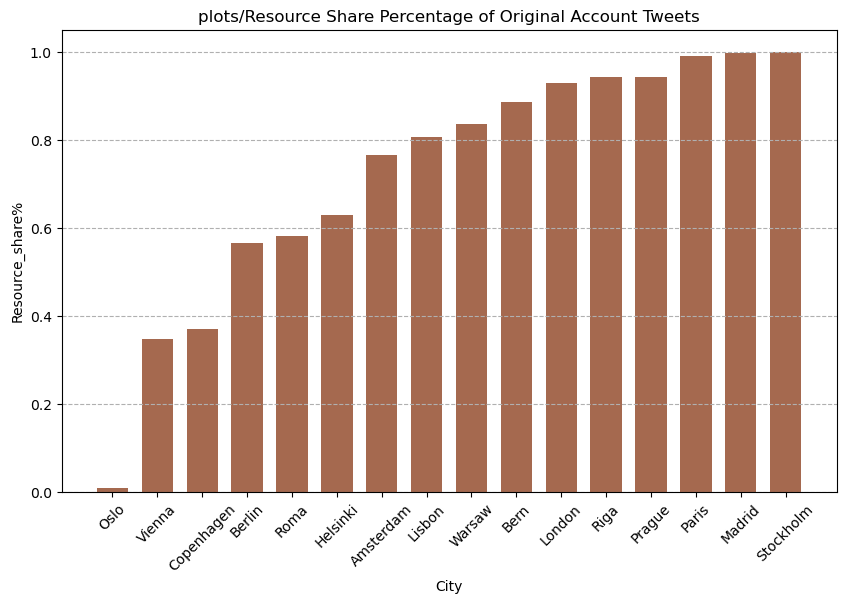 plots/Resource Share Percentage of Original Account Tweets
Resource_share%
1.0
0.8
0.6
0.4
0.2
0.0
Oslo
Vienna
Copenhagen
Berlin
Roma
Helsinki
Amsterdam
Lisbon
Warsaw
Bern
London
Riga
Prague
Paris
Madrid
Stockholm
City